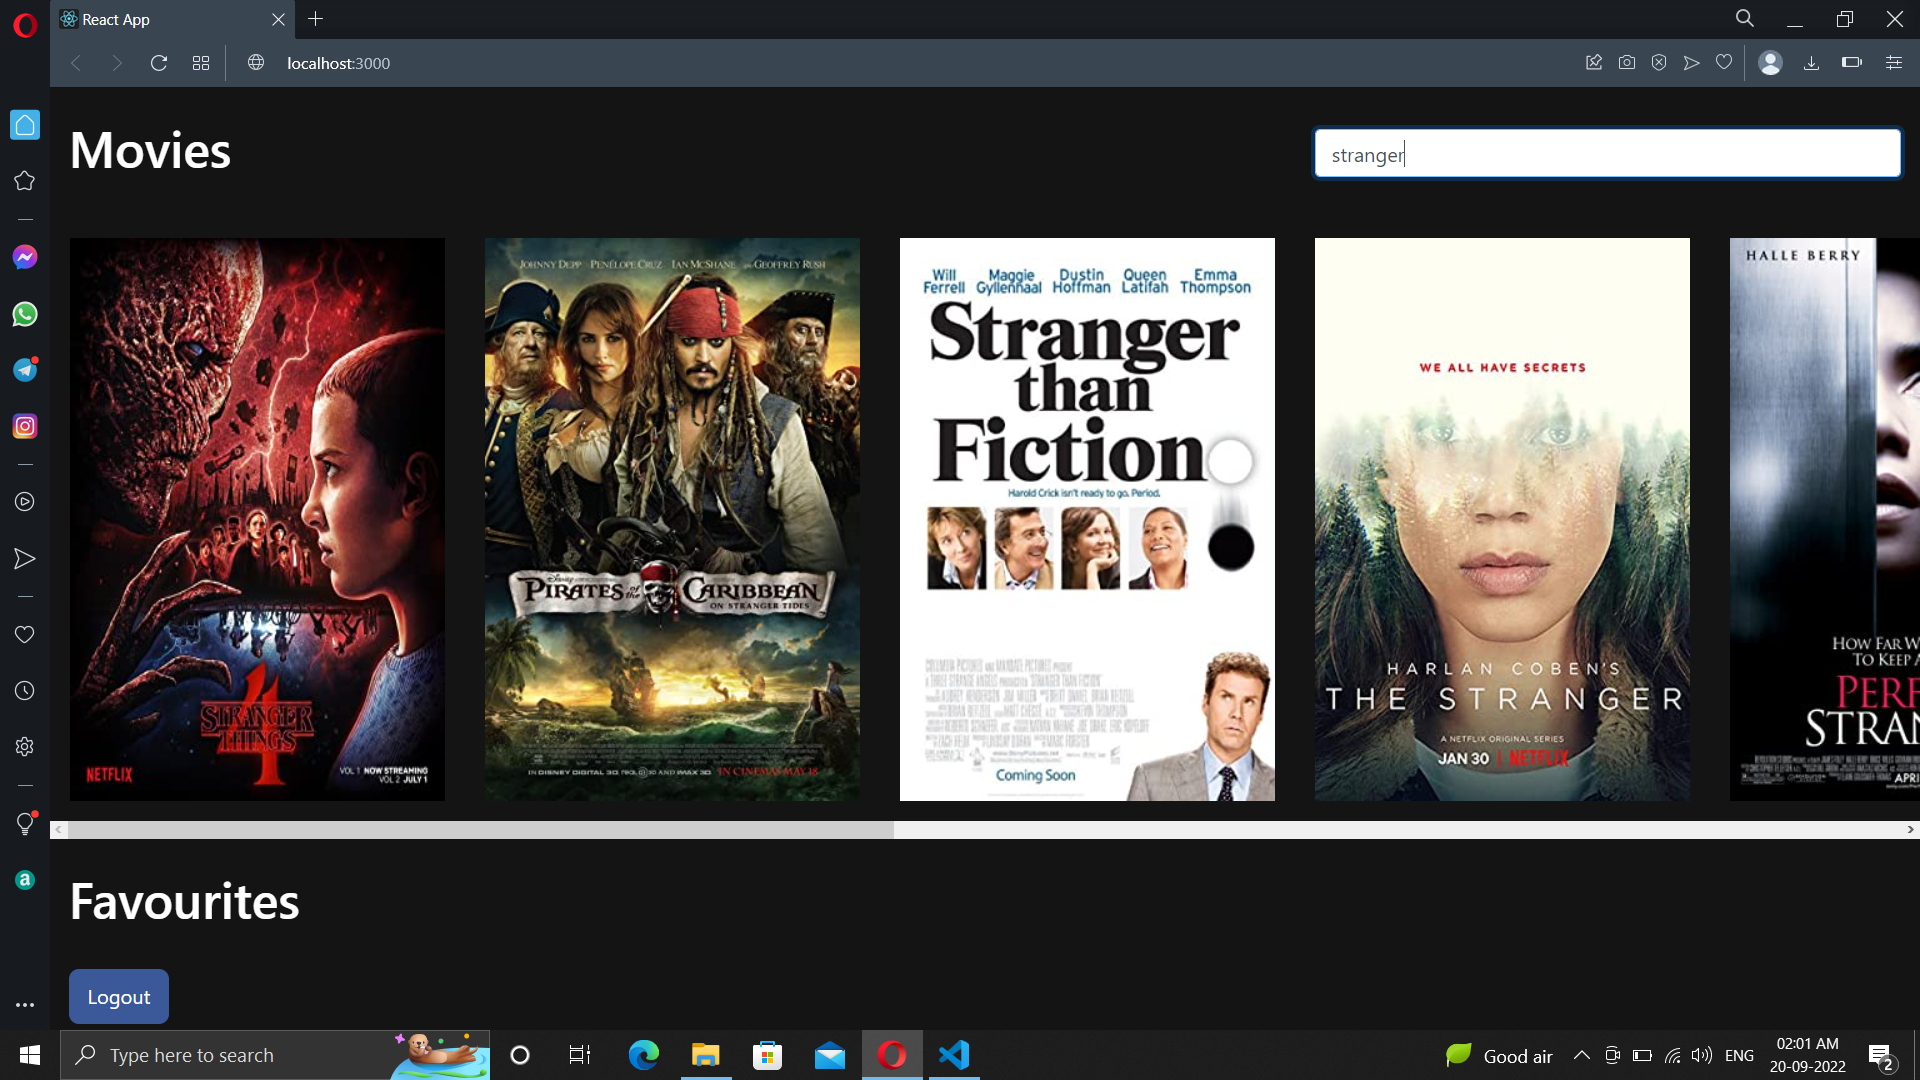 React App
localhost:3000
Movies
stranger
NETFLIX
STRANGER
THINGS
4
VOL 1 NOW STREAMING
VOL 2 JULY 1
JOHNNY DEPP PENÉLOPE CRUZ IAN MCSHANE GEOFFREY RUSH
Disney
PIRATES of the CARIBBEAN
ON STRANGER TIDES
IN DISNEY DIGITAL 3D, REAL D 3D AND IMAX 3D IN CINEMAS MAY 18
Will Maggie Dustin Queen Emma
Ferrell Gyllenhaal Hoffman Latifah Thompson
Stranger
than
Fiction
Harold Crick isn't ready to go. Period.
Coming Soon
WE ALL HAVE SECRETS
HARLAN COBEN'S
THE STRANGER
A NETFLIX ORIGINAL SERIES
JAN 30 | NETFLIX
HALLE BERRY
HOW FAR W
TO KEEP A
PERF
STRAN
APRI
Favourites
Logout
Type here to search
Good air
ENG
02:01 AM
20-09-2022
2